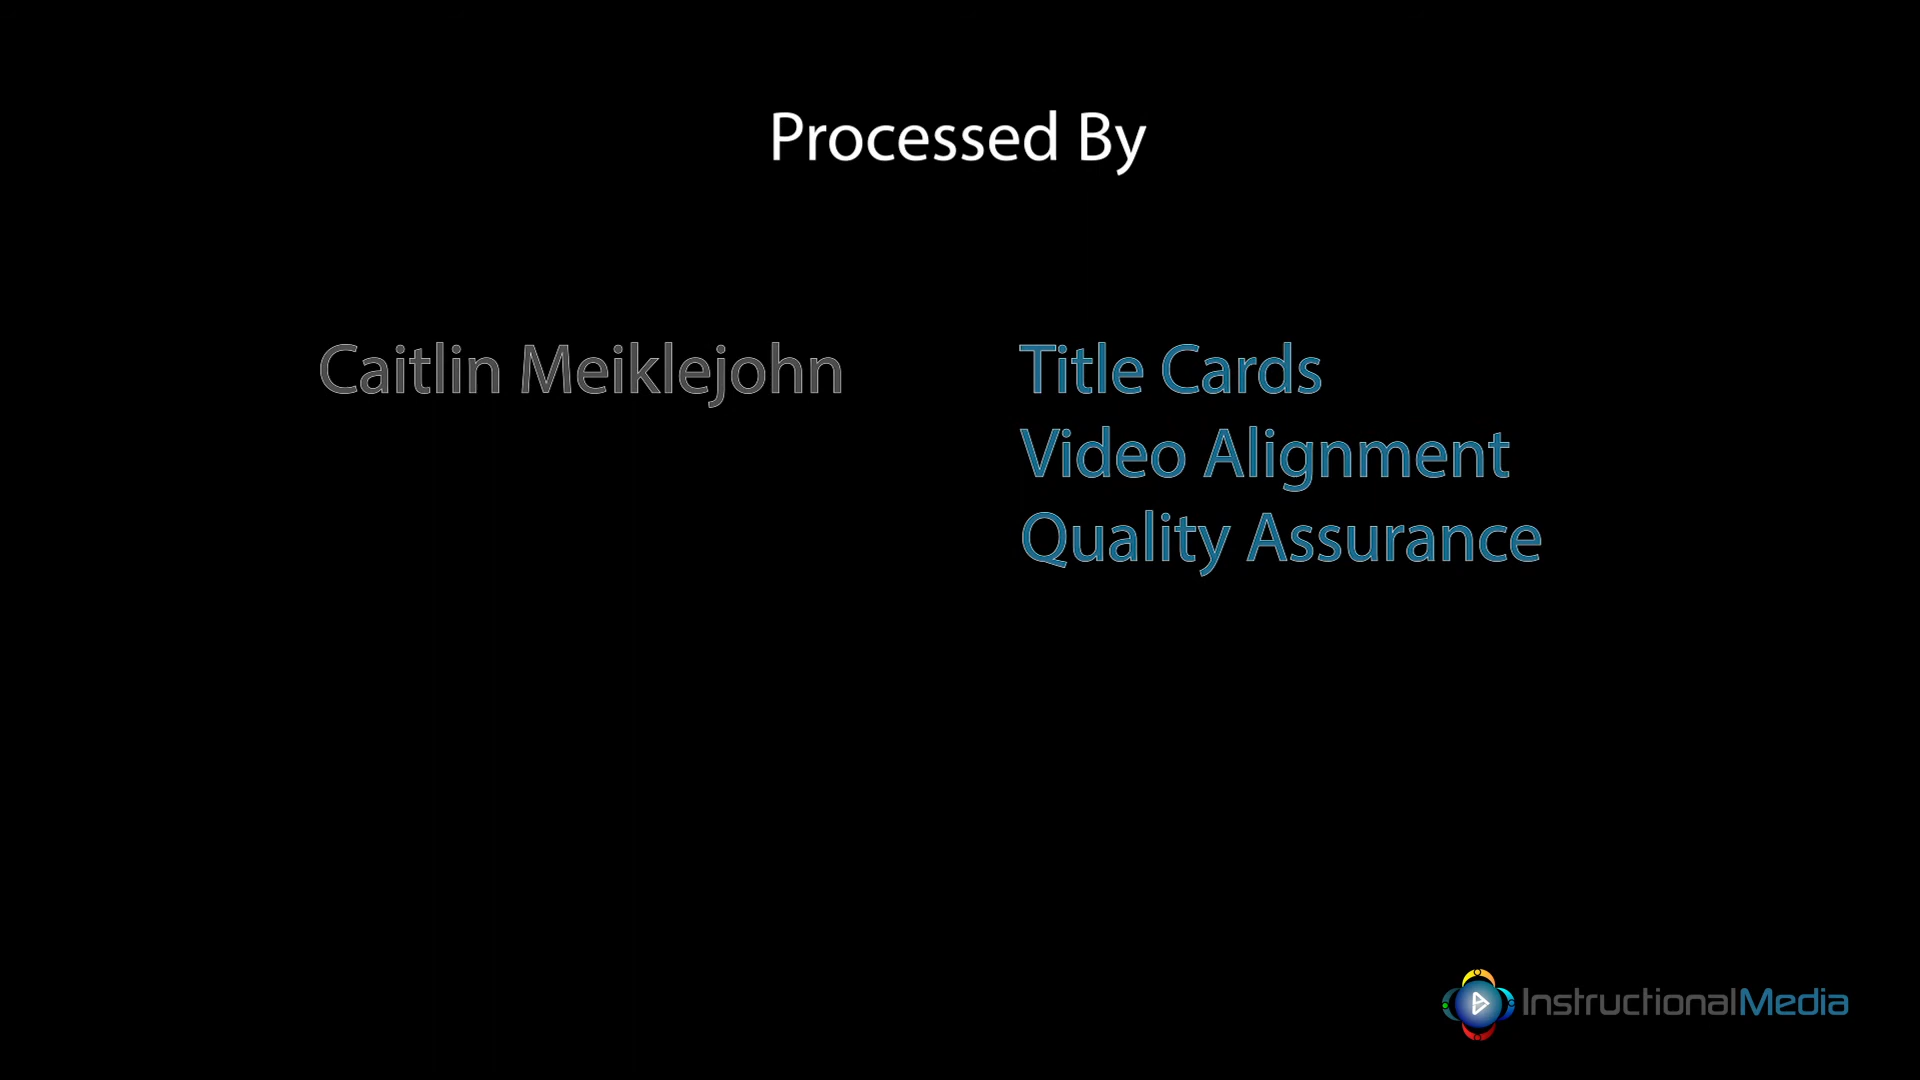 Processed By
Caitlin Meiklejohn
Title Cards
Video Alignment
Quality Assurance
InstructionalMedia